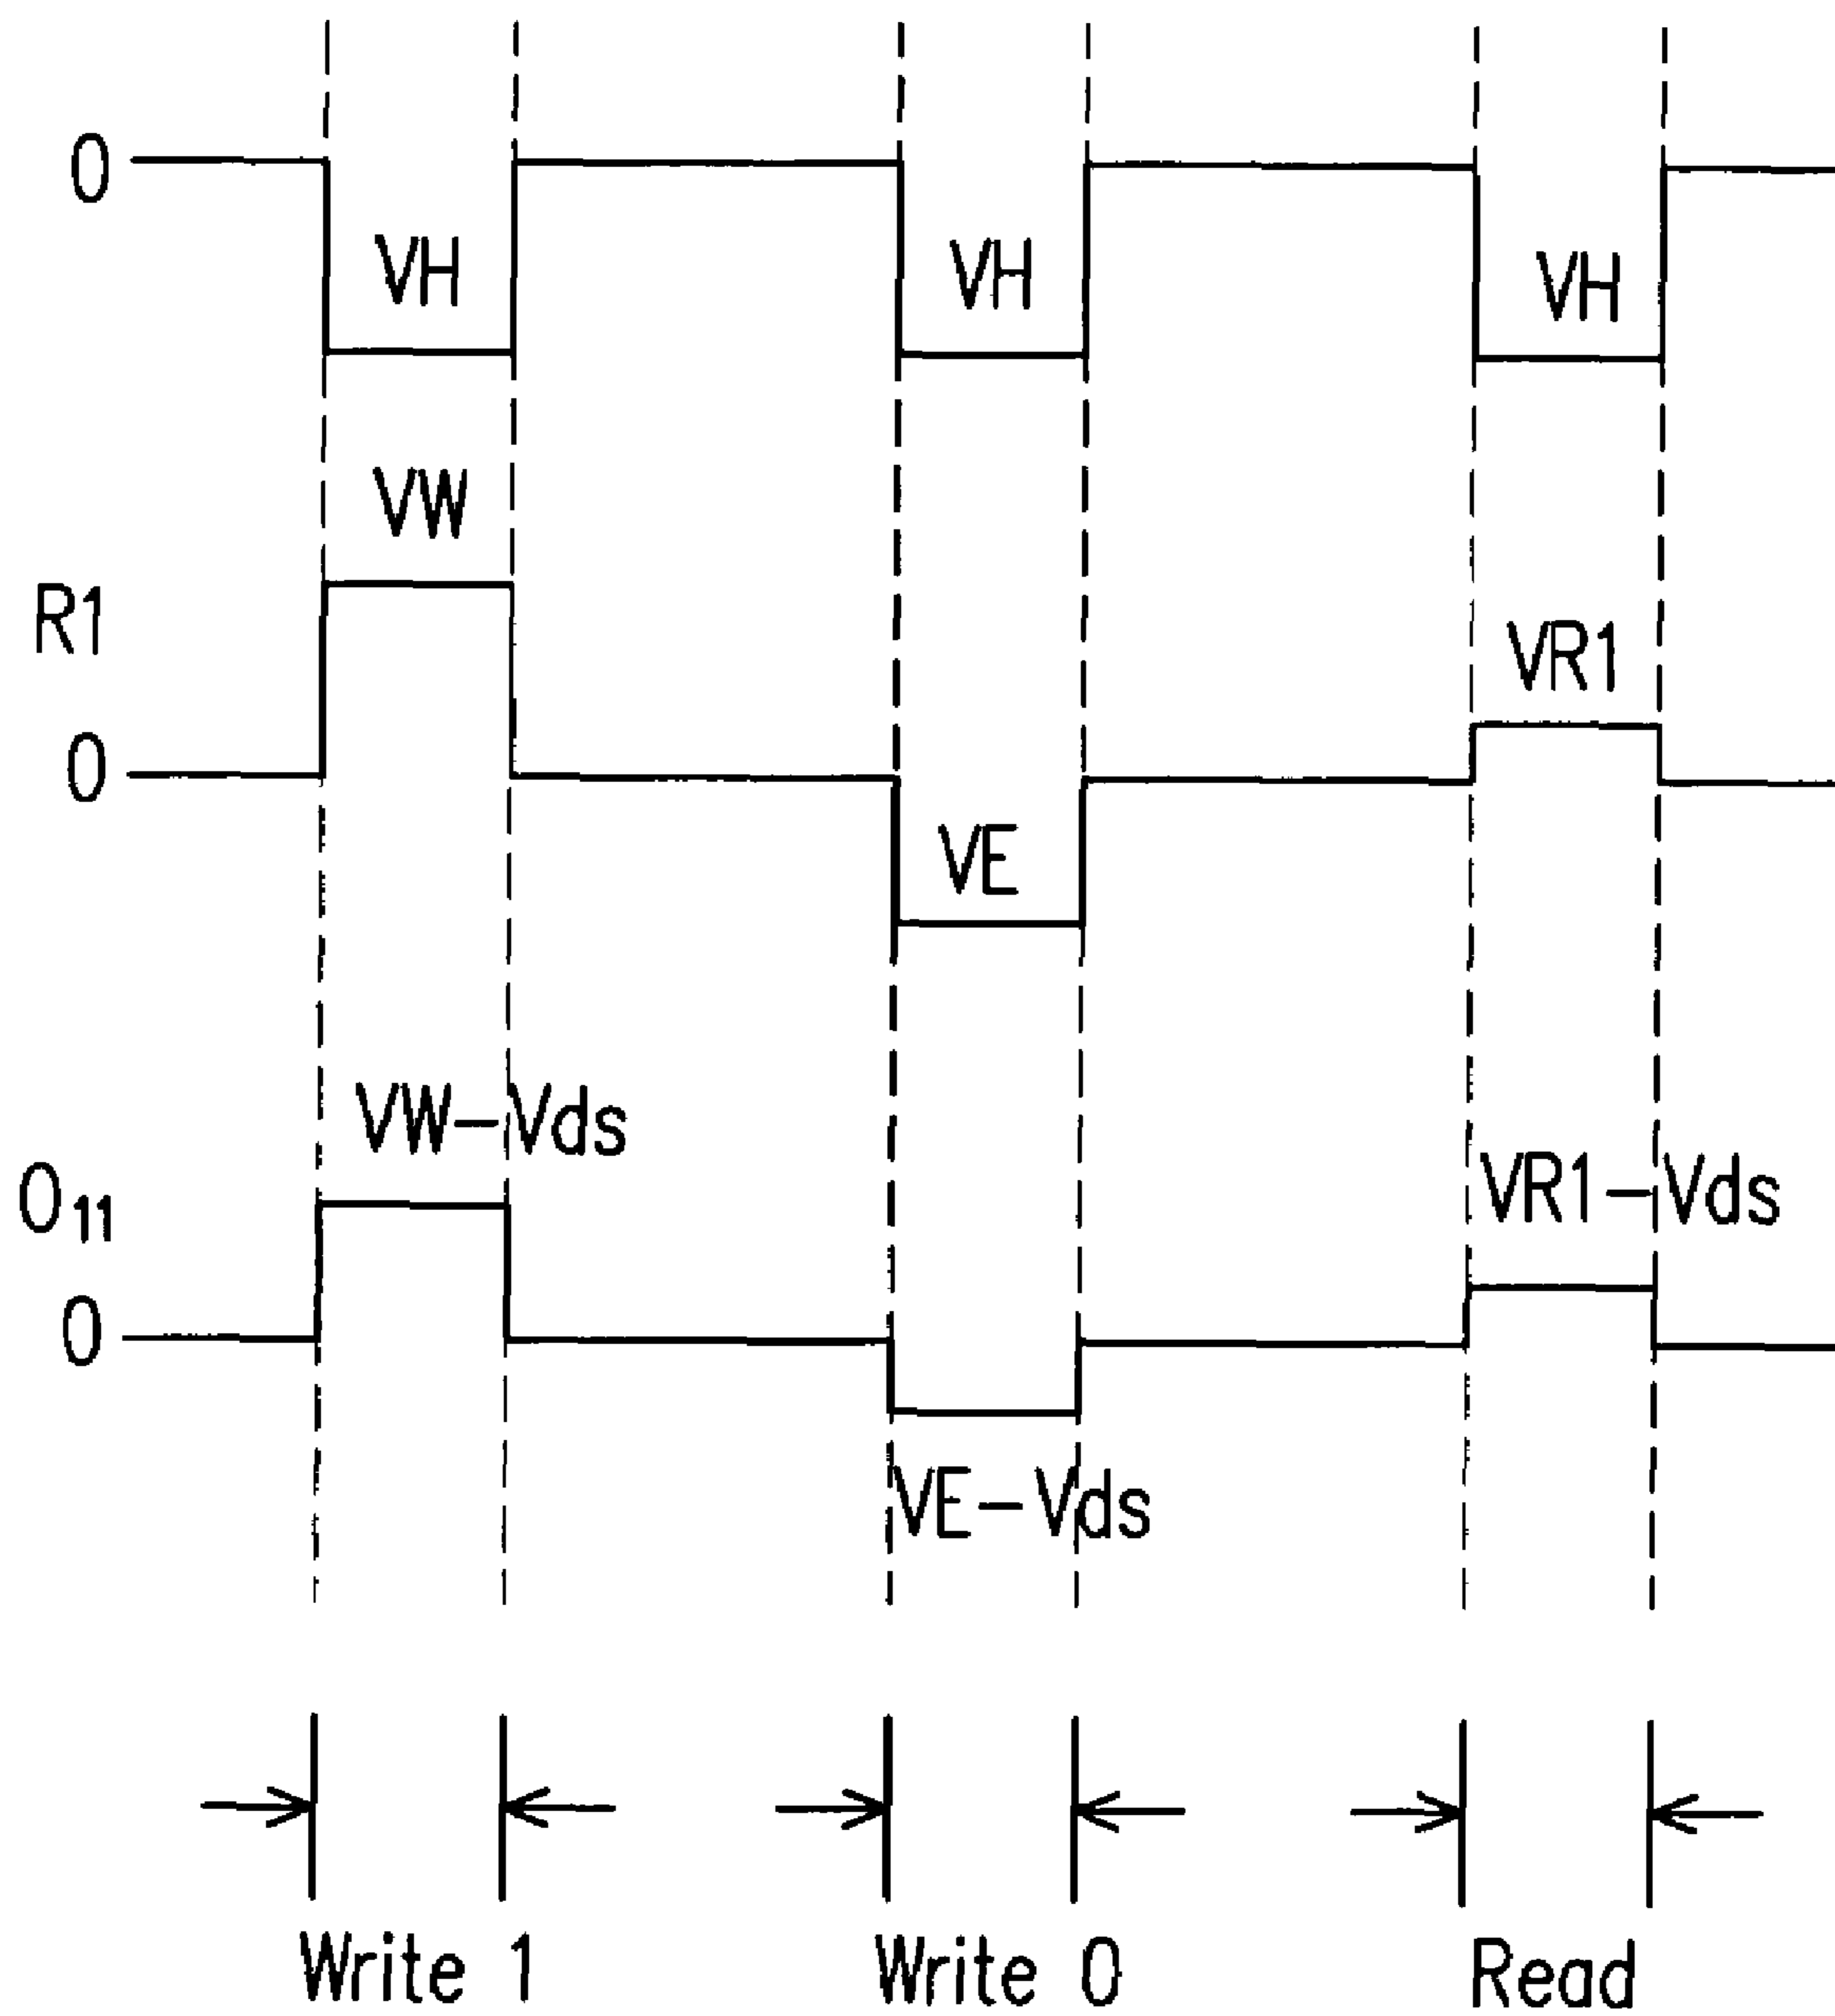 0
VH VH VH
VW
R1
VR1
0
VE
VW-Vds
O11
VR1-Vds
0
VE-Vds
Write 1 Write 0 Read